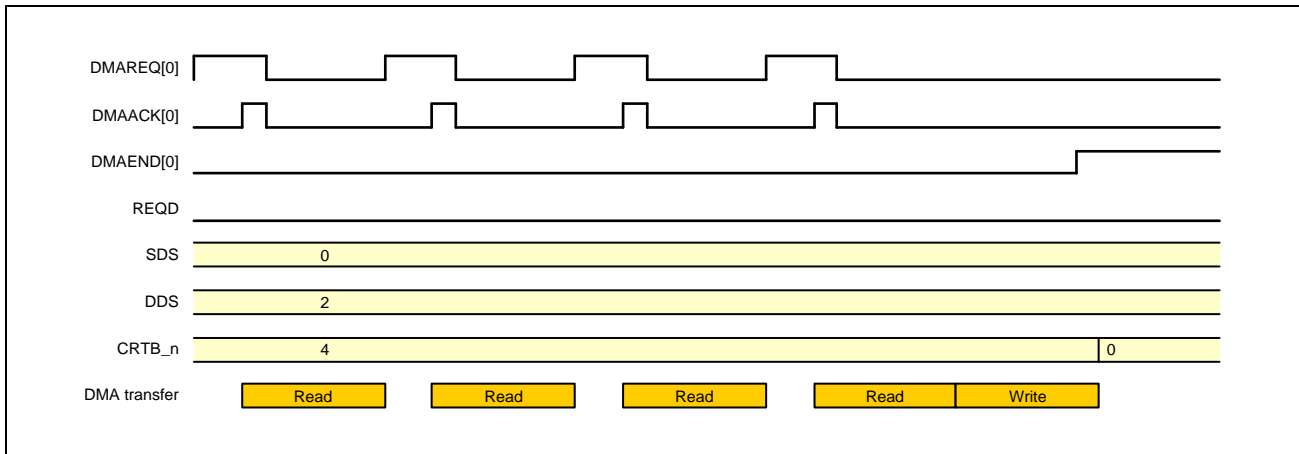 DMAREQ[0]
DMAACK[0]
DMAEND[0]
REQD
SDS 0
DDS 2
CRTB_n 4 0
DMA transfer Read Read Read Read Write